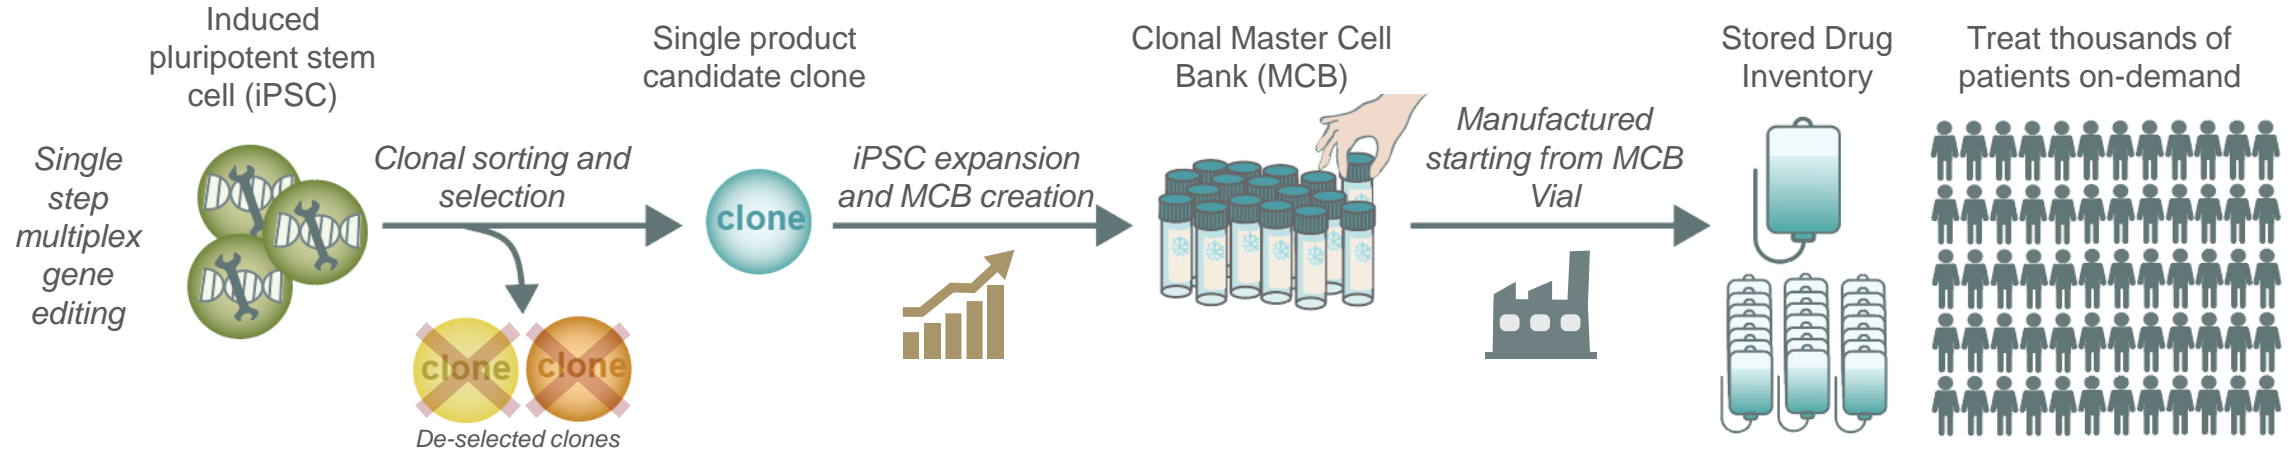 Induced
pluripotent stem
cell (iPSC)
Single
step
multiplex
gene
editing
Clonal sorting and
selection
clone
clone
De-selected clones
Single product
candidate clone
clone
iPSC expansion
and MCB creation
Clonal Master Cell
Bank (MCB)
Manufactured
starting from MCB
Vial
Stored Drug
Inventory
Treat thousands of
patients on-demand